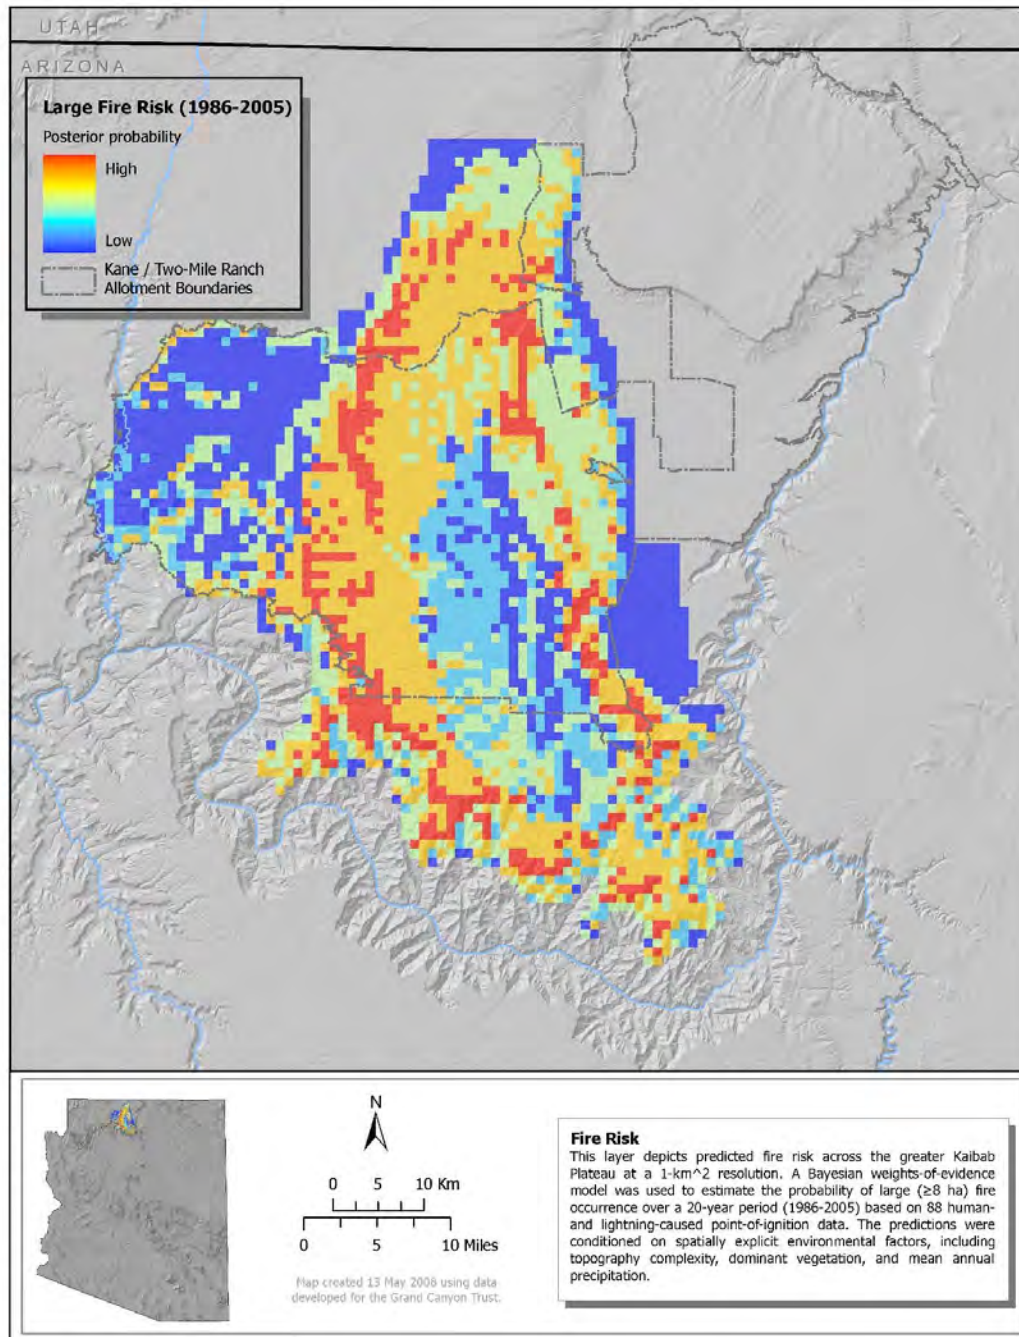 UTAH
ARIZONA
Large Fire Risk (1986-2005)
Posterior probability
High
Low
Kane / Two-Mile Ranch
Allotment Boundaries
N
0 5 10 Km
0 5 10 Miles
Map created 13 May 2008 using data
developed for the Grand Canyon Trust.
Fire Risk
This layer depicts predicted fire risk across the greater Kaibab
Plateau at a 1-km^2 resolution. A Bayesian weights-of-evidence
model was used to estimate the probability of large (≥8 ha) fire
occurrence over a 20-year period (1986-2005) based on 88 human-
and lightning-caused point-of-ignition data. The predictions were
conditioned on spatially explicit environmental factors, including
topography complexity, dominant vegetation, and mean annual
precipitation.